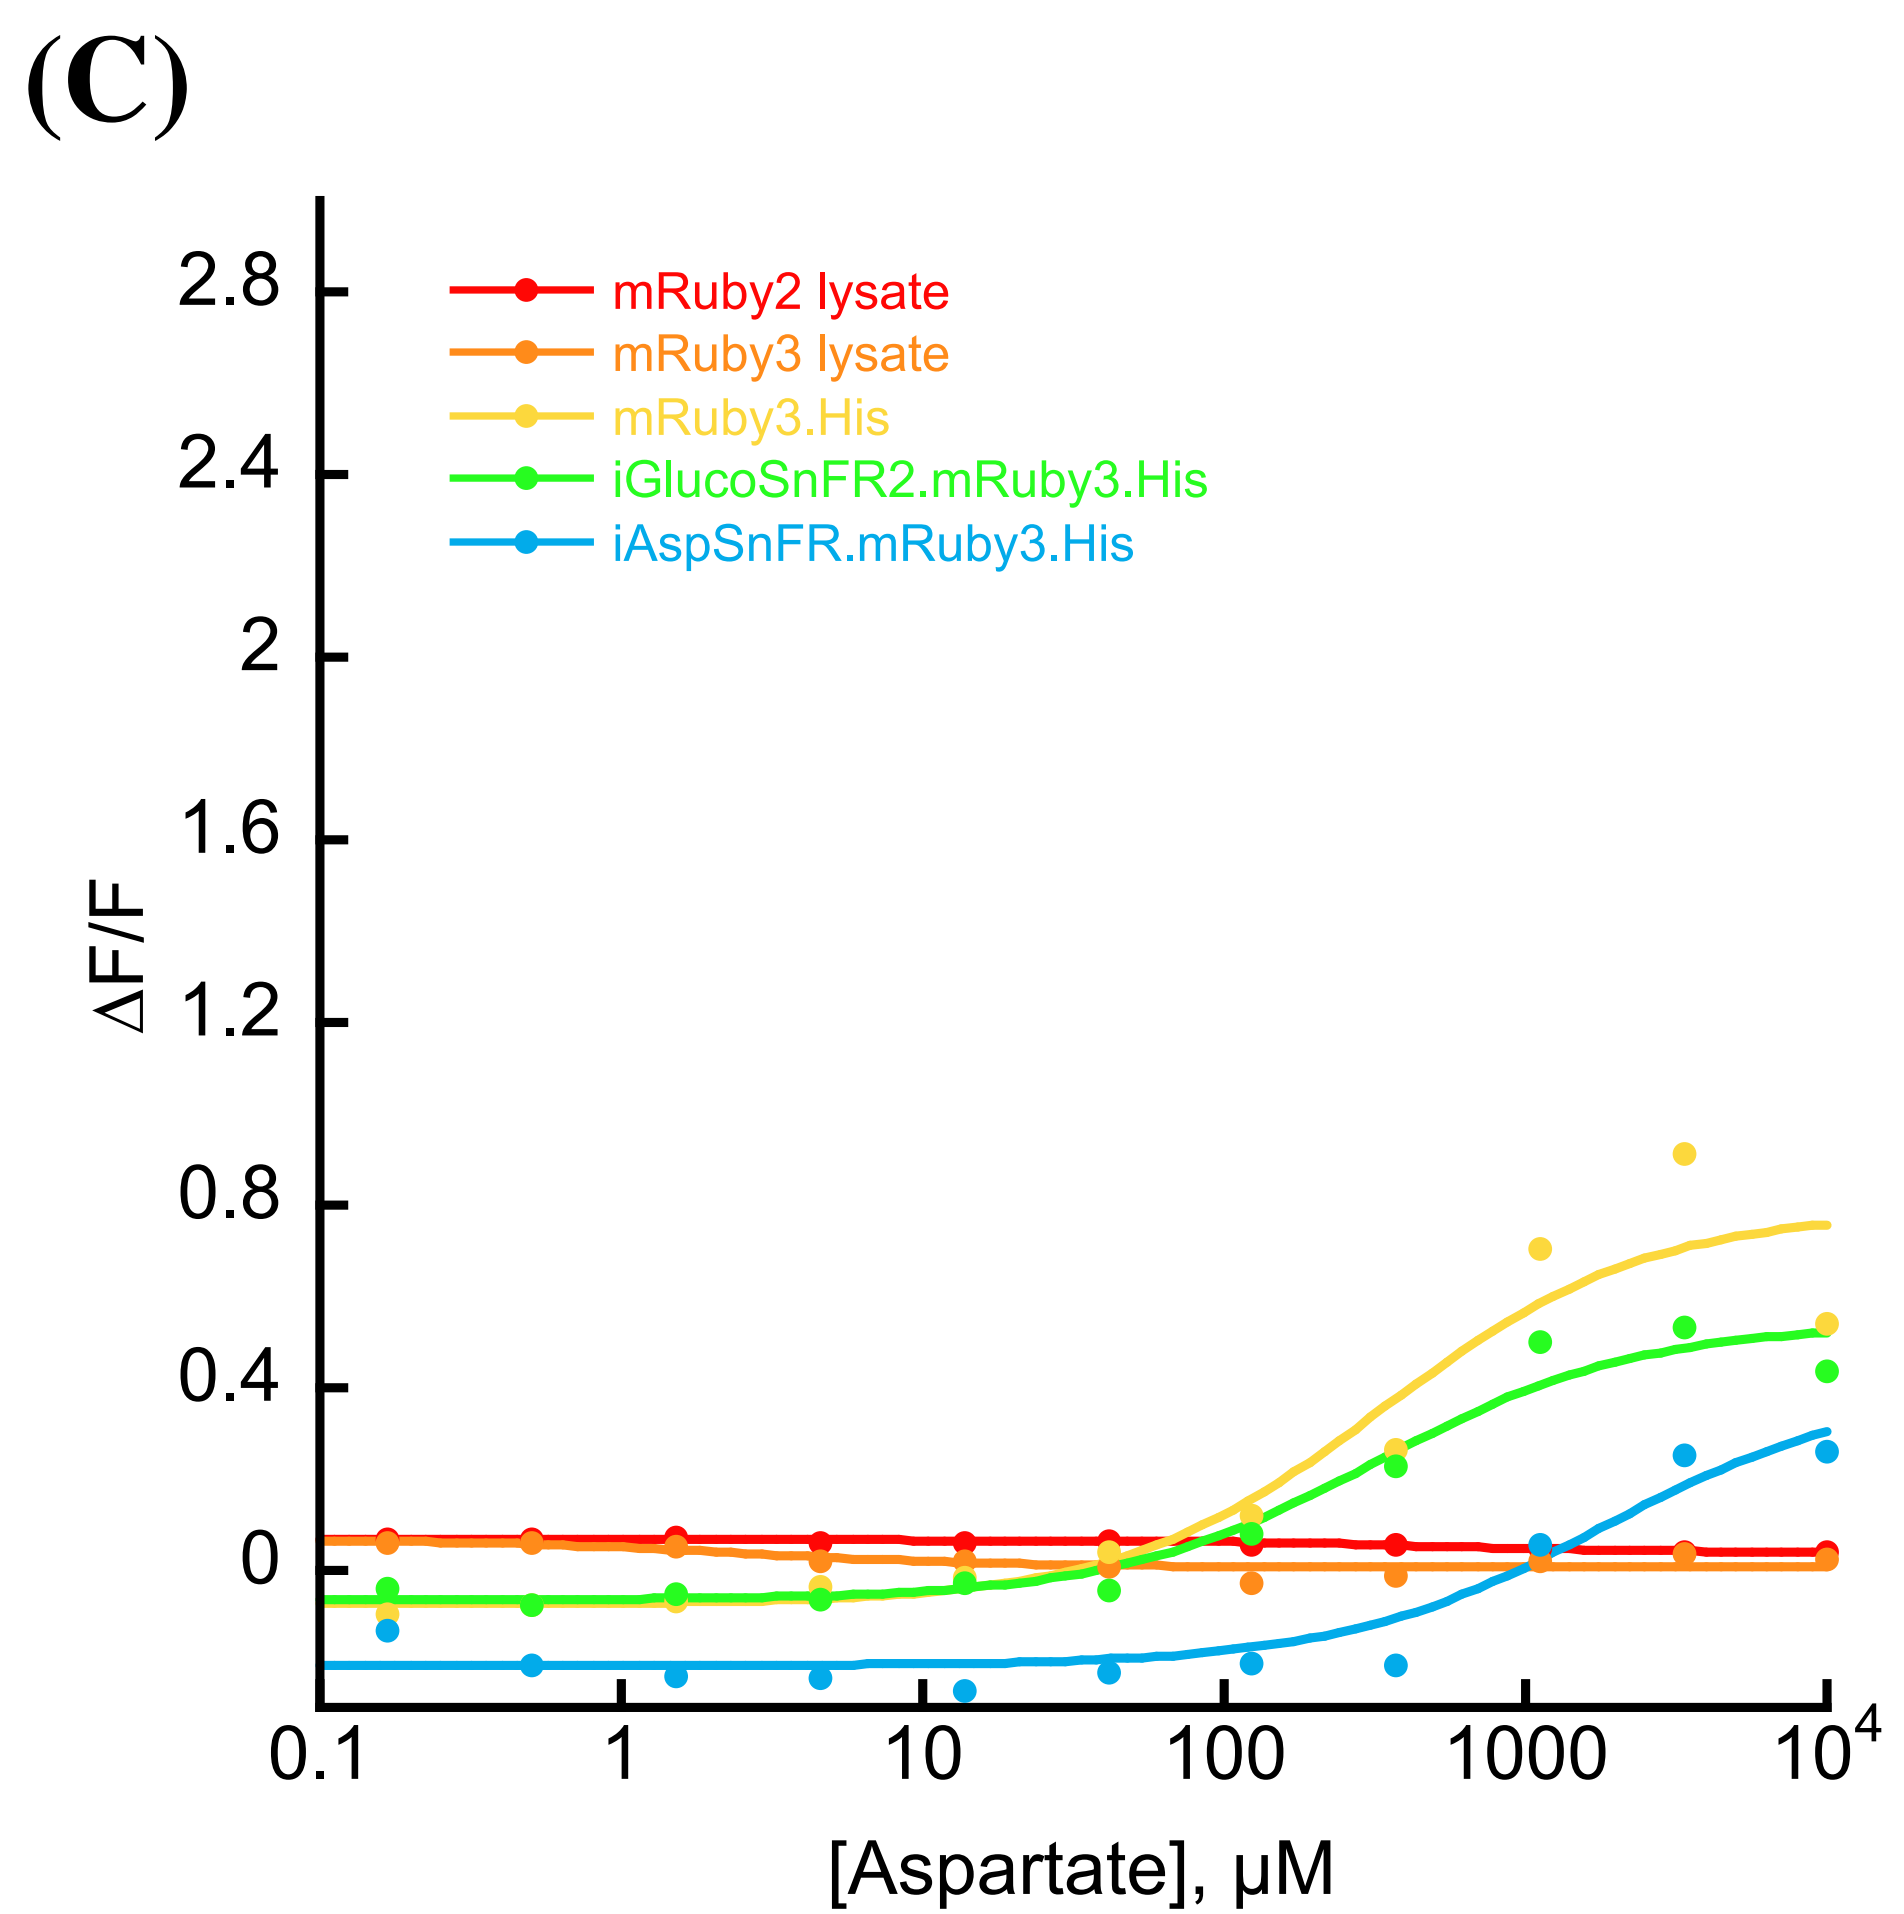 (C)
2.8
2.4
2
1.6
1.2
0.8
0.4
0
ΔF/F
mRuby2 lysate
mRuby3 lysate
mRuby3.His
iGlucoSnFR2.mRuby3.His
iAspSnFR.mRuby3.His
0.1 1 10 100 1000 10⁴
[Aspartate], µM